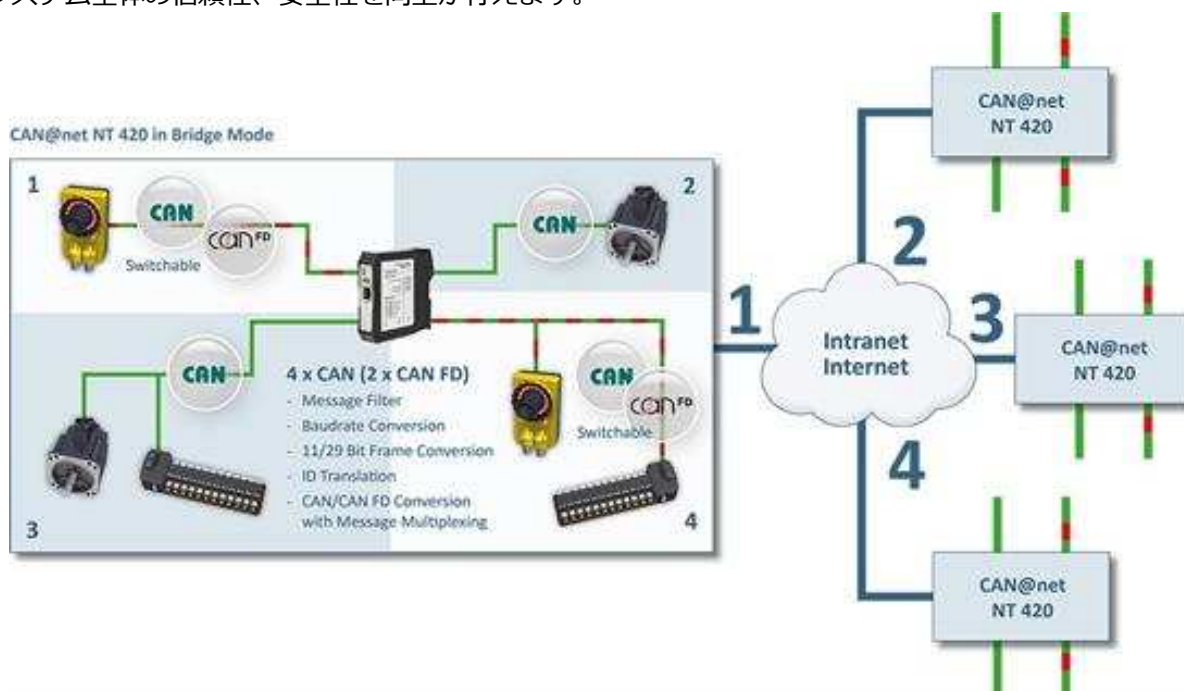 ステム全体の信頼性、安全性を向上が行えます。
CAN@net NT 420 in Bridge Mode
1
CAN
CAN FD
Switchable
2
CAN
3
CAN
4 x CAN (2 x CAN FD)
- Message Filter
- Baudrate Conversion
- 11/29 Bit Frame Conversion
- ID Translation
- CAN/CAN FD Conversion
with Message Multiplexing
CAN
CAN FD
Switchable
4
1
2
3
4
Intranet
Internet
CAN@net
NT 420
CAN@net
NT 420
CAN@net
NT 420